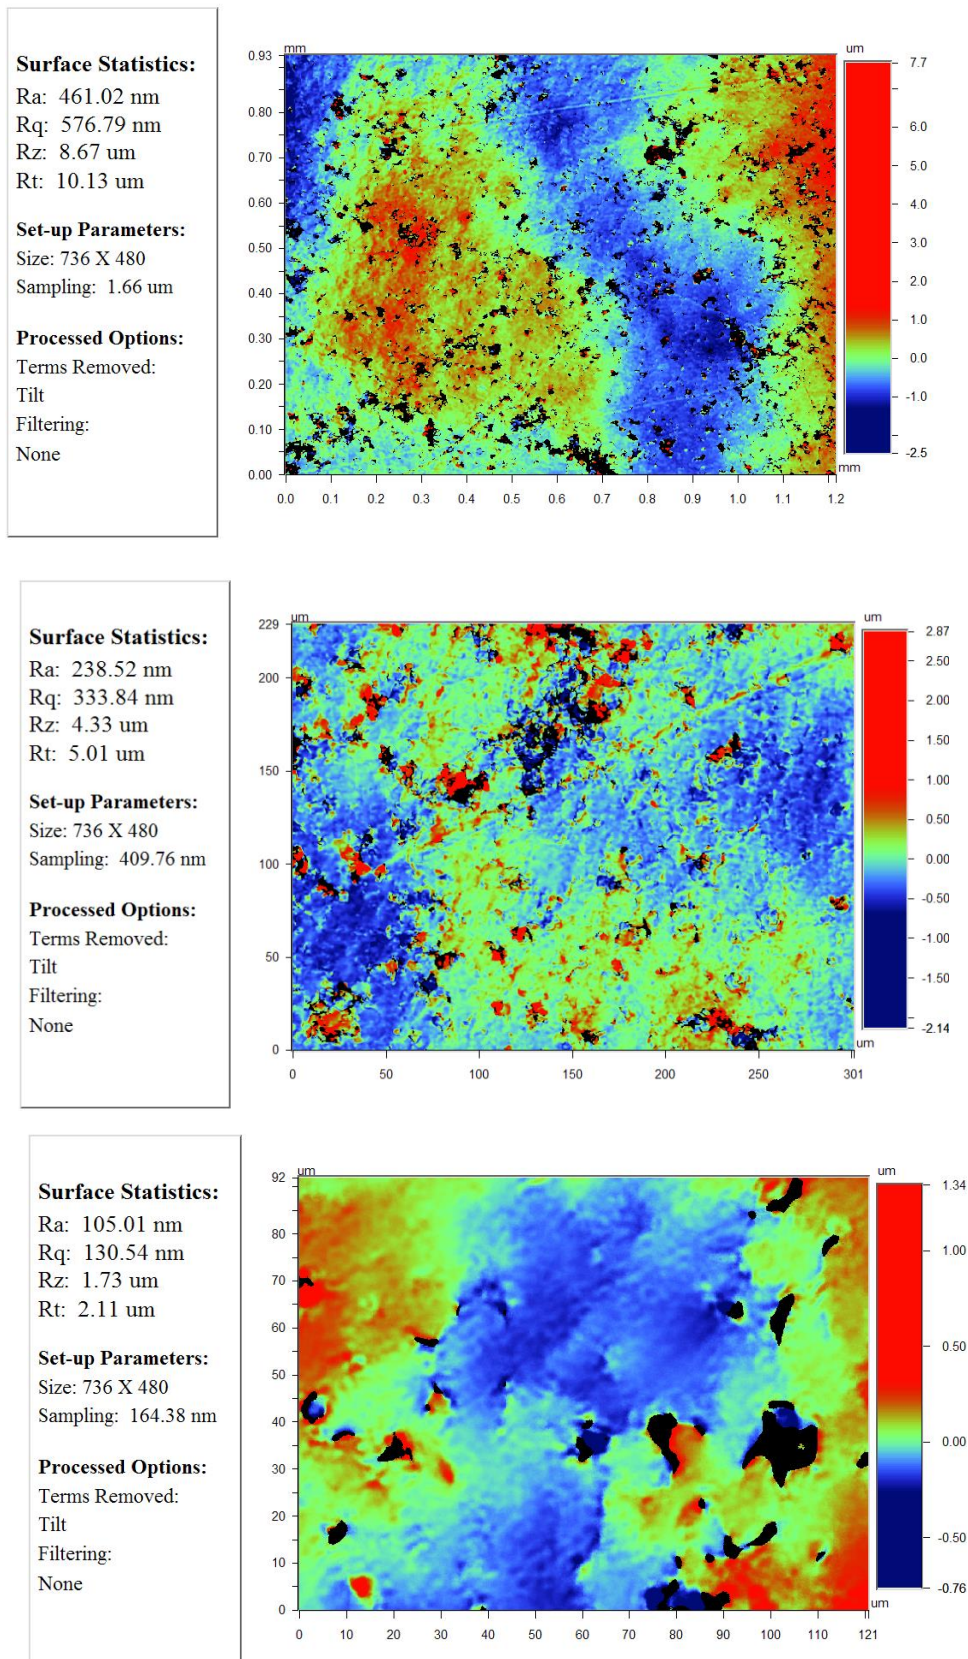 Surface Statistics:
Ra: 461.02 nm
Rq: 576.79 nm
Rz: 8.67 um
Rt: 10.13 um
Set-up Parameters:
Size: 736 X 480
Sampling: 1.66 um
Processed Options:
Terms Removed:
Tilt
Filtering:
None
mm
0.93
0.80
0.70
0.60
0.50
0.40
0.30
0.20
0.10
0.00
0.0 0.1 0.2 0.3 0.4 0.5 0.6 0.7 0.8 0.9 1.0 1.1 1.2
mm
um
7.7
6.0
5.0
4.0
3.0
2.0
1.0
0.0
-1.0
-2.5
Surface Statistics:
Ra: 238.52 nm
Rq: 333.84 nm
Rz: 4.33 um
Rt: 5.01 um
Set-up Parameters:
Size: 736 X 480
Sampling: 409.76 nm
Processed Options:
Terms Removed:
Tilt
Filtering:
None
um
229
200
150
100
50
0
0 50 100 150 200 250 301
um
um
2.87
2.50
2.00
1.50
1.00
0.50
0.00
-0.50
-1.00
-1.50
-2.14
Surface Statistics:
Ra: 105.01 nm
Rq: 130.54 nm
Rz: 1.73 um
Rt: 2.11 um
Set-up Parameters:
Size: 736 X 480
Sampling: 164.38 nm
Processed Options:
Terms Removed:
Tilt
Filtering:
None
um
92
80
70
60
50
40
30
20
10
0
0 10 20 30 40 50 60 70 80 90 100 110 121
um
um
1.34
1.00
0.50
0.00
-0.50
-0.76